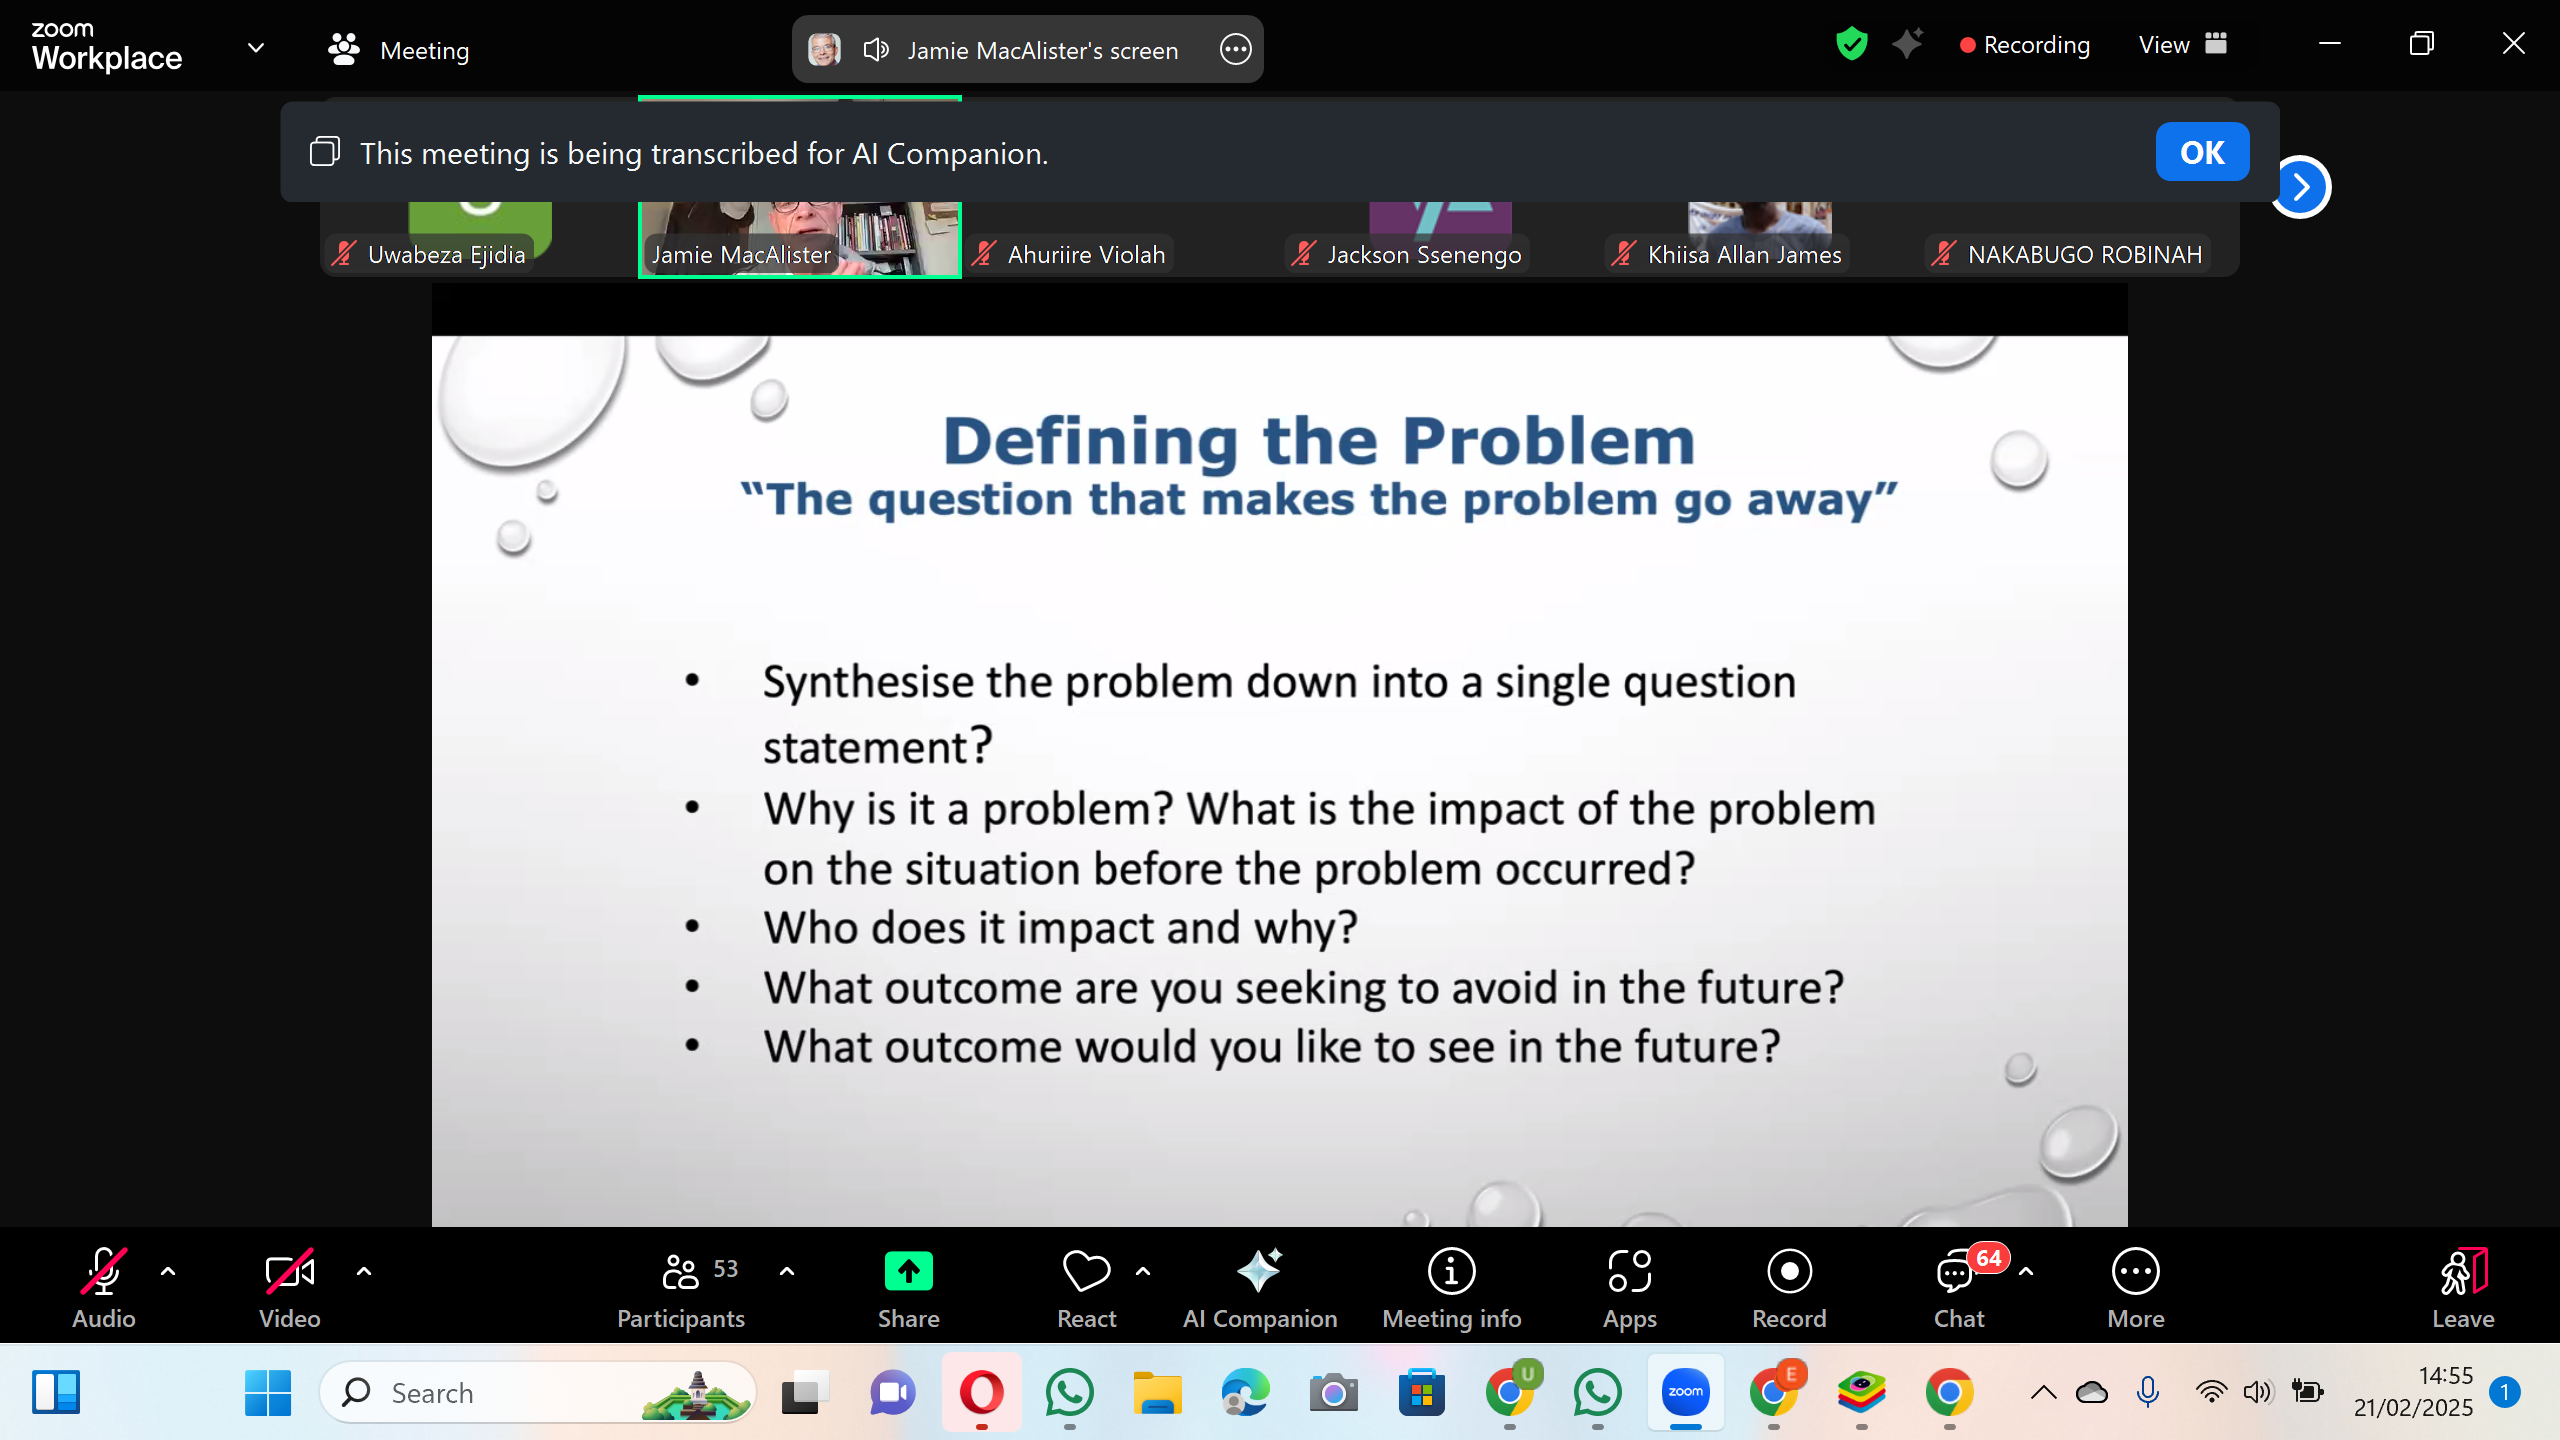 zoom
Workplace
Meeting
Jamie MacAlister's screen
Recording
View
This meeting is being transcribed for AI Companion.
OK
Uwabeza Ejidia
Jamie MacAlister
Ahuriire Violah
Jackson Ssenengo
Khiisa Allan James
NAKABUGO ROBINAH
Defining the Problem
“The question that makes the problem go away”
• Synthesise the problem down into a single question
statement?
• Why is it a problem? What is the impact of the problem
on the situation before the problem occurred?
• Who does it impact and why?
• What outcome are you seeking to avoid in the future?
• What outcome would you like to see in the future?
Audio
Video
Participants 53
Share
React
AI Companion
Meeting info
Apps
Record
Chat 64
More
Leave
Search
U
zoom
E
14:55
21/02/2025
1